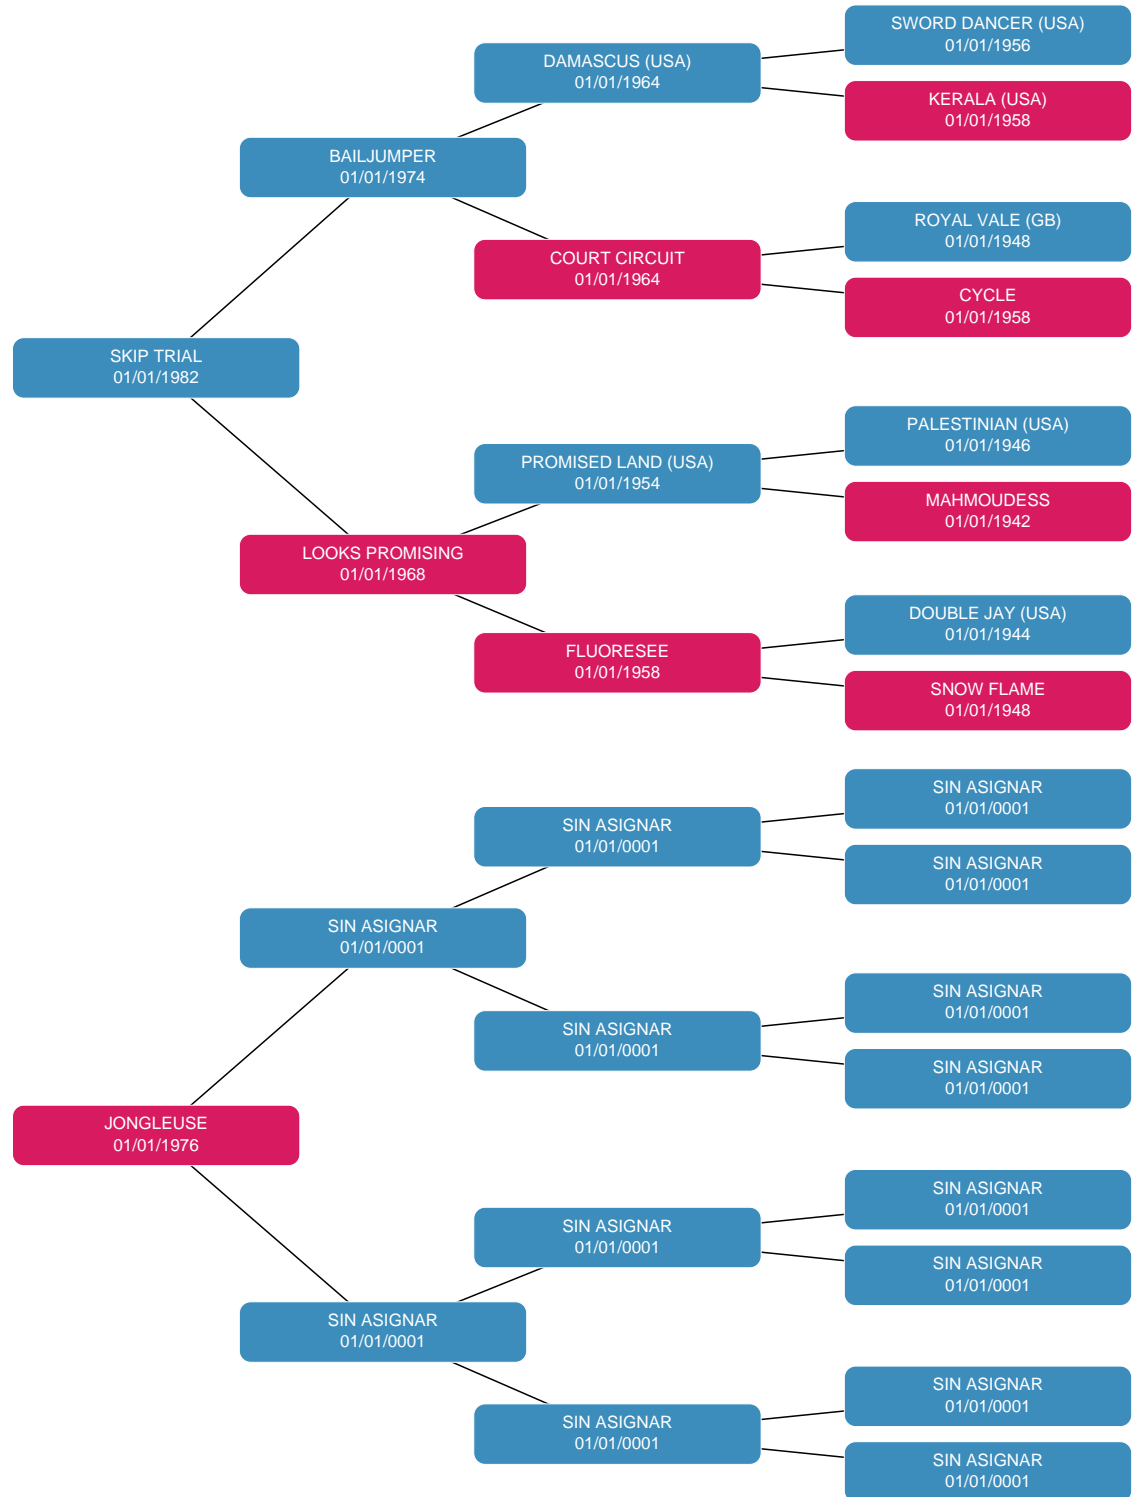 SWORD DANCER (USA)
01/01/1956
DAMASCUS (USA)
01/01/1964
KERALA (USA)
01/01/1958
BAILJUMPER
01/01/1974
ROYAL VALE (GB)
01/01/1948
COURT CIRCUIT
01/01/1964
CYCLE
01/01/1958
SKIP TRIAL
01/01/1982
PALESTINIAN (USA)
01/01/1946
PROMISED LAND (USA)
01/01/1954
MAHMOUDESS
01/01/1942
LOOKS PROMISING
01/01/1968
DOUBLE JAY (USA)
01/01/1944
FLUORESEE
01/01/1958
SNOW FLAME
01/01/1948
SIN ASIGNAR
01/01/0001
SIN ASIGNAR
01/01/0001
SIN ASIGNAR
01/01/0001
SIN ASIGNAR
01/01/0001
SIN ASIGNAR
01/01/0001
SIN ASIGNAR
01/01/0001
SIN ASIGNAR
01/01/0001
JONGLEUSE
01/01/1976
SIN ASIGNAR
01/01/0001
SIN ASIGNAR
01/01/0001
SIN ASIGNAR
01/01/0001
SIN ASIGNAR
01/01/0001
SIN ASIGNAR
01/01/0001
SIN ASIGNAR
01/01/0001
SIN ASIGNAR
01/01/0001